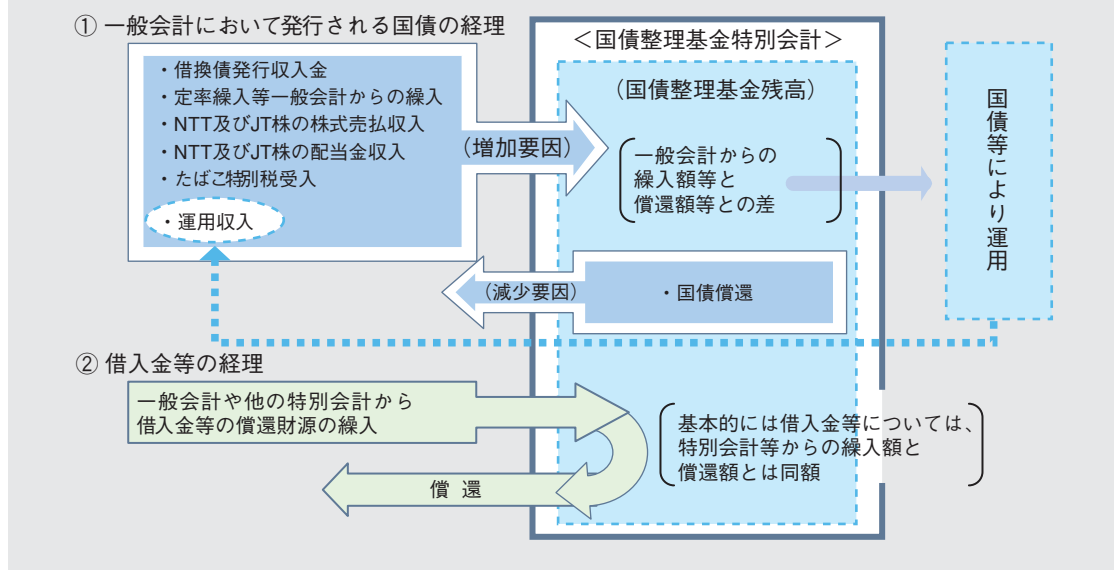 ① 一般会計において発行される国債の経理
・借換債発行収入金
・定率繰入等一般会計からの繰入
・NTT及びJT株の株式売払収入
・NTT及びJT株の配当金収入
・たばこ特別税受入
・運用収入
（増加要因）
＜国債整理基金特別会計＞
（国債整理基金残高）
一般会計からの
繰入額等と
償還額等との差
国債等により運用
（減少要因）
・国債償還
② 借入金等の経理
一般会計や他の特別会計から
借入金等の償還財源の繰入
償 還
基本的には借入金等については、
特別会計等からの繰入額と
償還額とは同額